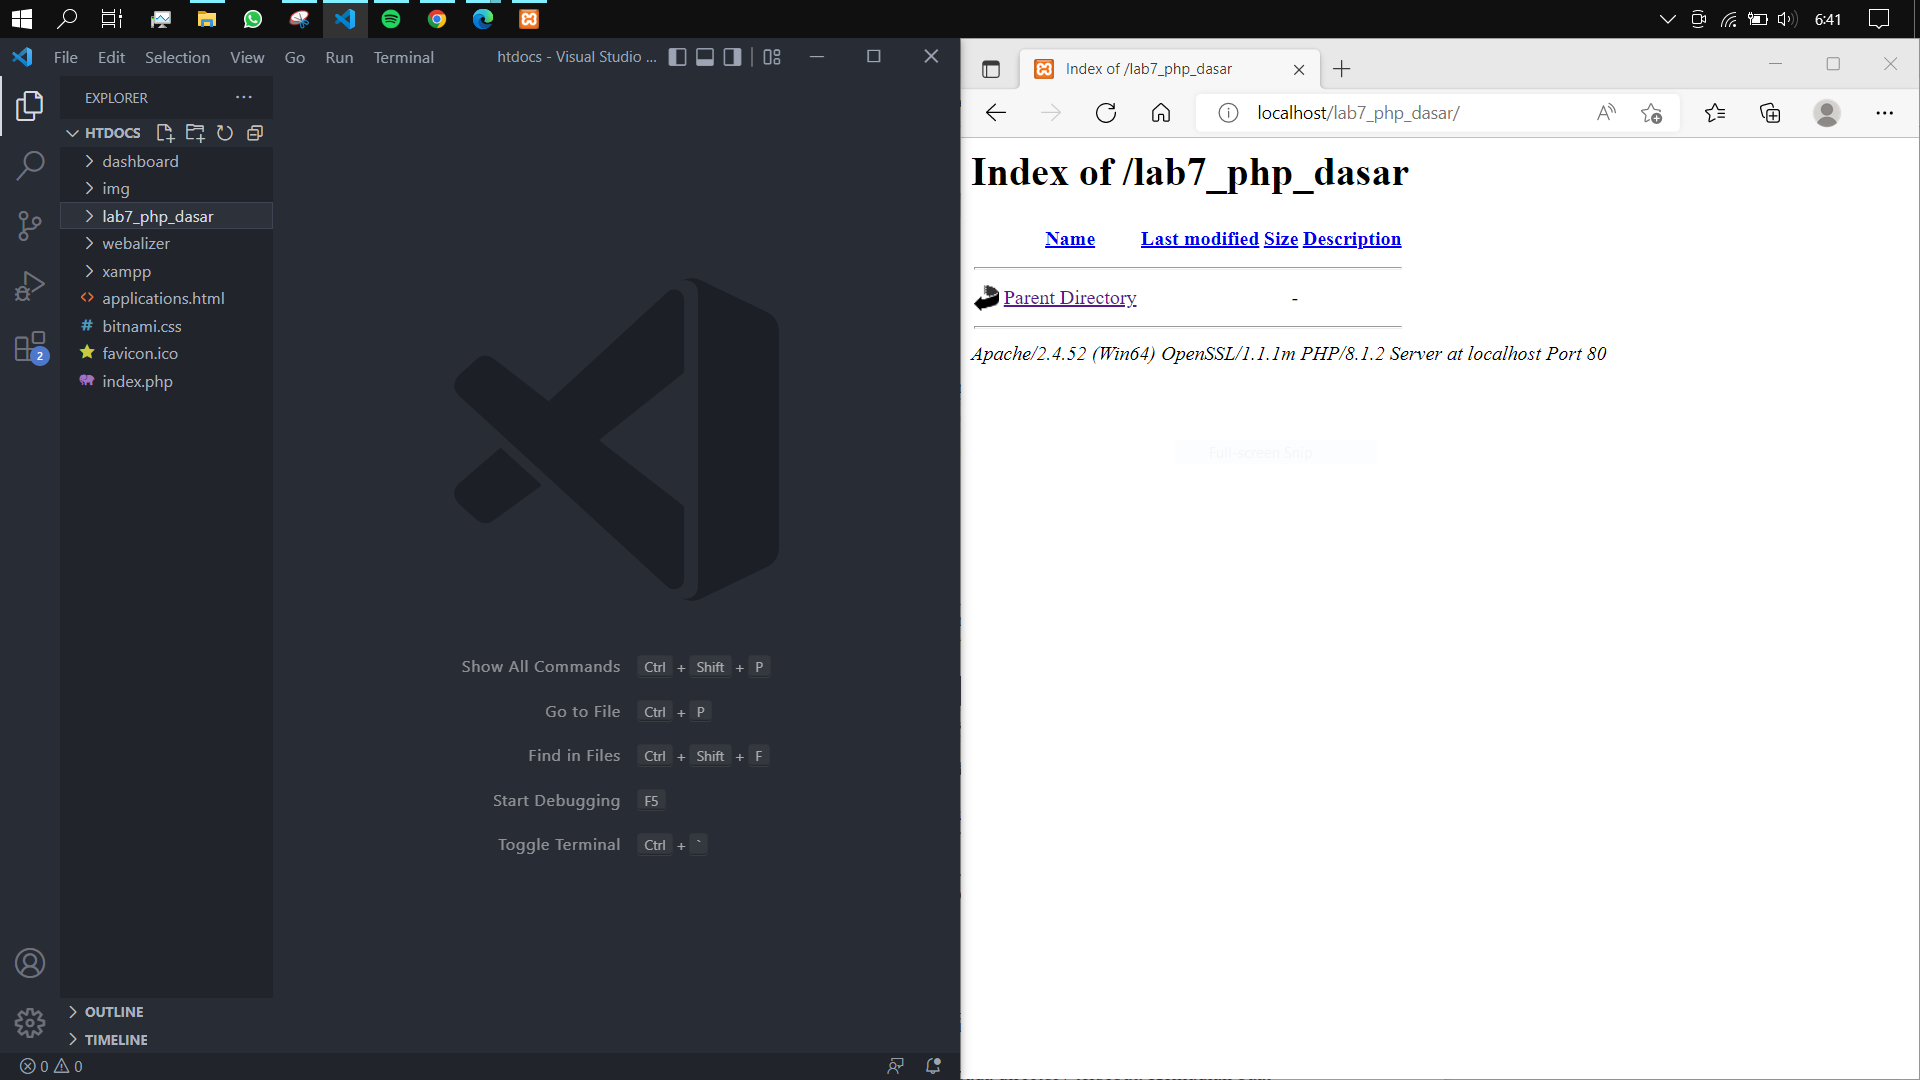 6:41
File Edit Selection View Go Run Terminal
htdocs - Visual Studio ...
EXPLORER
HTDOCS
dashboard
img
lab7_php_dasar
webalizer
xampp
applications.html
# bitnami.css
favicon.ico
index.php
2
Show All Commands Ctrl + Shift + P
Go to File Ctrl + P
Find in Files Ctrl + Shift + F
Start Debugging F5
Toggle Terminal Ctrl + `
OUTLINE
TIMELINE
0 0
Index of /lab7_php_dasar
localhost/lab7_php_dasar/
Index of /lab7_php_dasar
Name Last modified Size Description
Parent Directory -
Apache/2.4.52 (Win64) OpenSSL/1.1.1m PHP/8.1.2 Server at localhost Port 80
Full-screen Snip